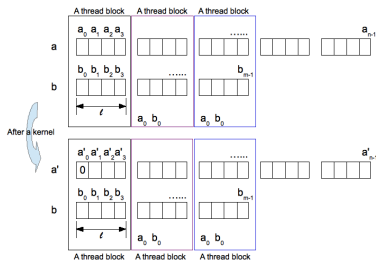 A thread block A thread block A thread block
a₀ a₁ a₂ a₃ ...... aₙ₋₁
a
b₀ b₁ b₂ b₃ ...... bₘ₋₁
b
ℓ a₀ b₀ a₀ b₀
After a kernel
a'₀ a'₁ a'₂ a'₃ ...... a'ₙ₋
a' 0
b₀ b₁ b₂ b₃ ...... bₘ₋₁
b
ℓ a₀ b₀ a₀ b₀
A thread block A thread block A thread block